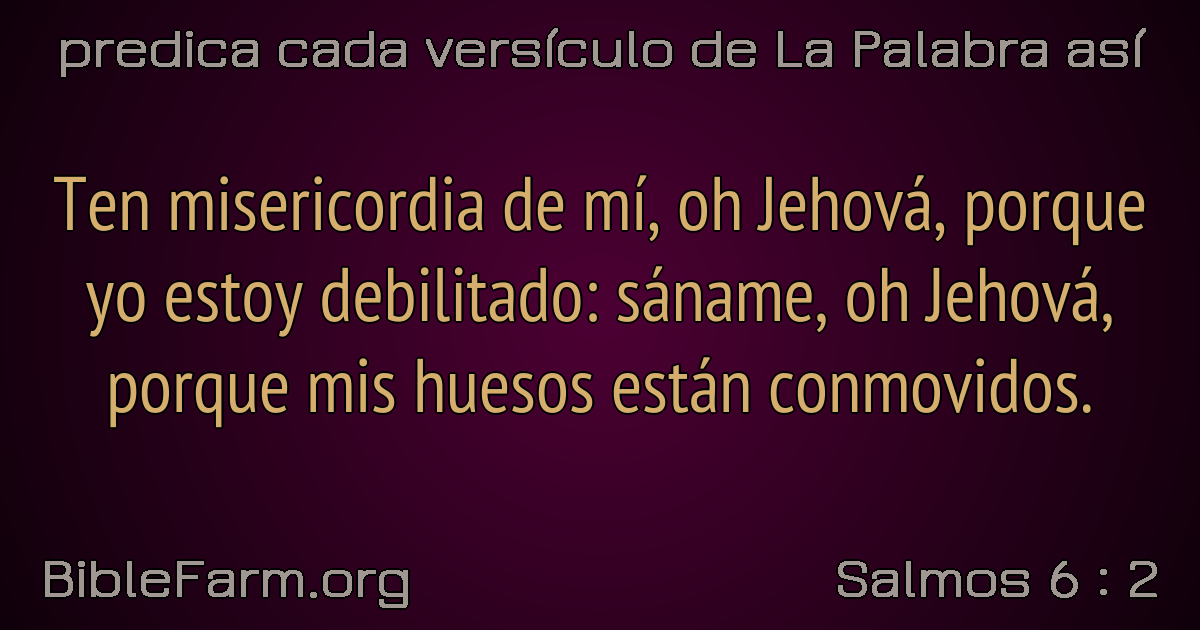 predica cada versículo de La Palabra así
Ten misericordia de mí, oh Jehová, porque
yo estoy debilitado: sáname, oh Jehová,
porque mis huesos están conmovidos.
BibleFarm.org
Salmos 6 : 2